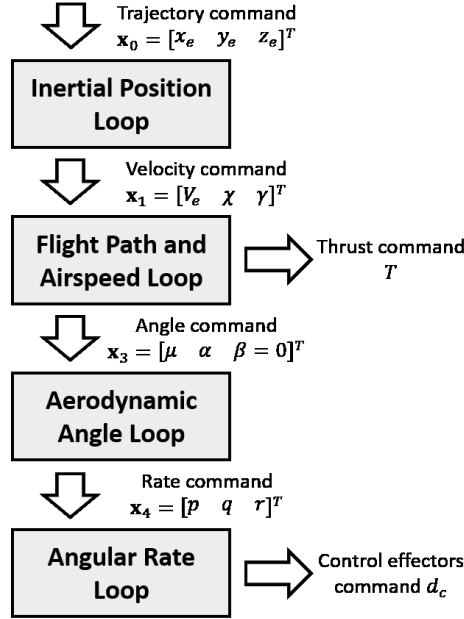 Trajectory command
𝐱₀ = [𝑥ₑ 𝑦ₑ 𝑧ₑ]ᵀ
Inertial Position
Loop
Velocity command
𝐱₁ = [𝑉ₑ 𝜒 𝛾]ᵀ
Flight Path and
Airspeed Loop
Thrust command
𝑇
Angle command
𝐱₃ = [𝜇 𝛼 𝛽 = 0]ᵀ
Aerodynamic
Angle Loop
Rate command
𝐱₄ = [𝑝 𝑞 𝑟]ᵀ
Angular Rate
Loop
Control effectors
command 𝑑_𝑐